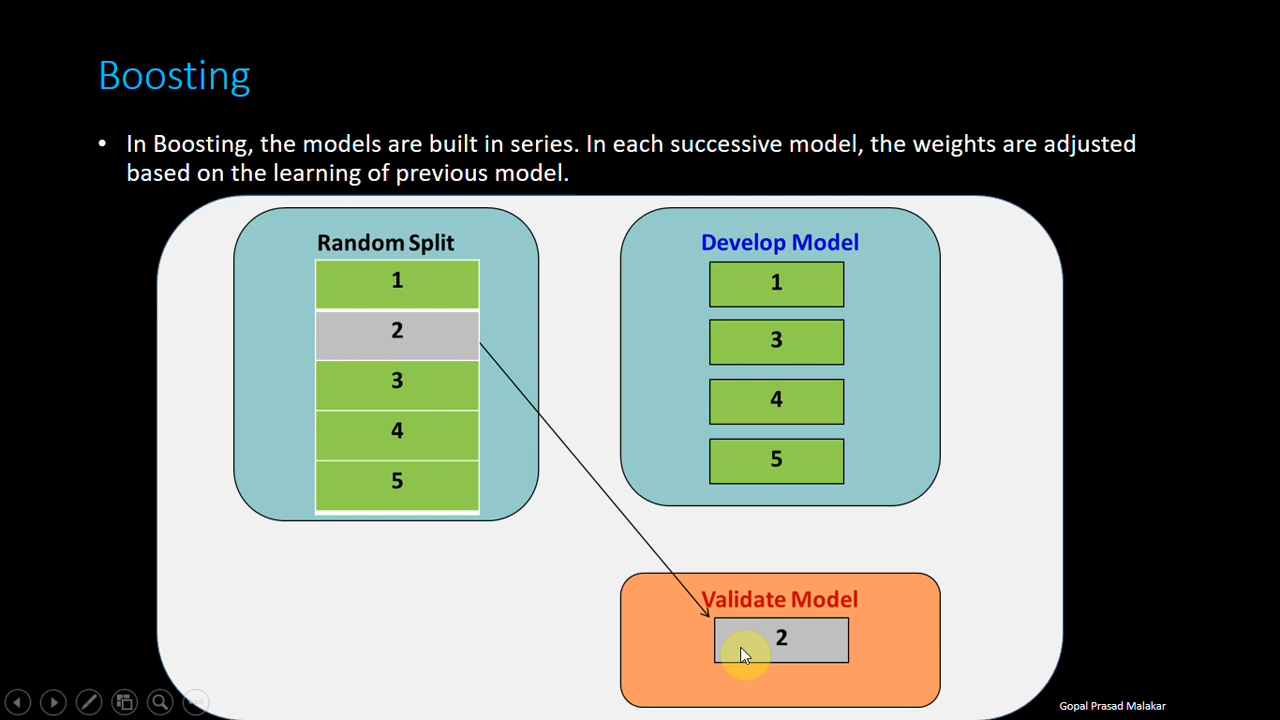 Boosting
• In Boosting, the models are built in series. In each successive model, the weights are adjusted
based on the learning of previous model.
Random Split
1
2
3
4
5
Develop Model
1
3
4
5
Validate Model
2
Gopal Prasad Malakar